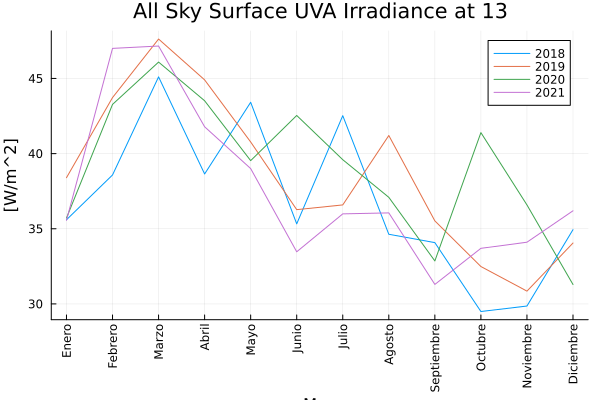 All Sky Surface UVA Irradiance at 13
2018
2019
2020
2021
[W/m^2]
45
40
35
30
Enero
Febrero
Marzo
Abril
Mayo
Junio
Julio
Agosto
Septiembre
Octubre
Noviembre
Diciembre